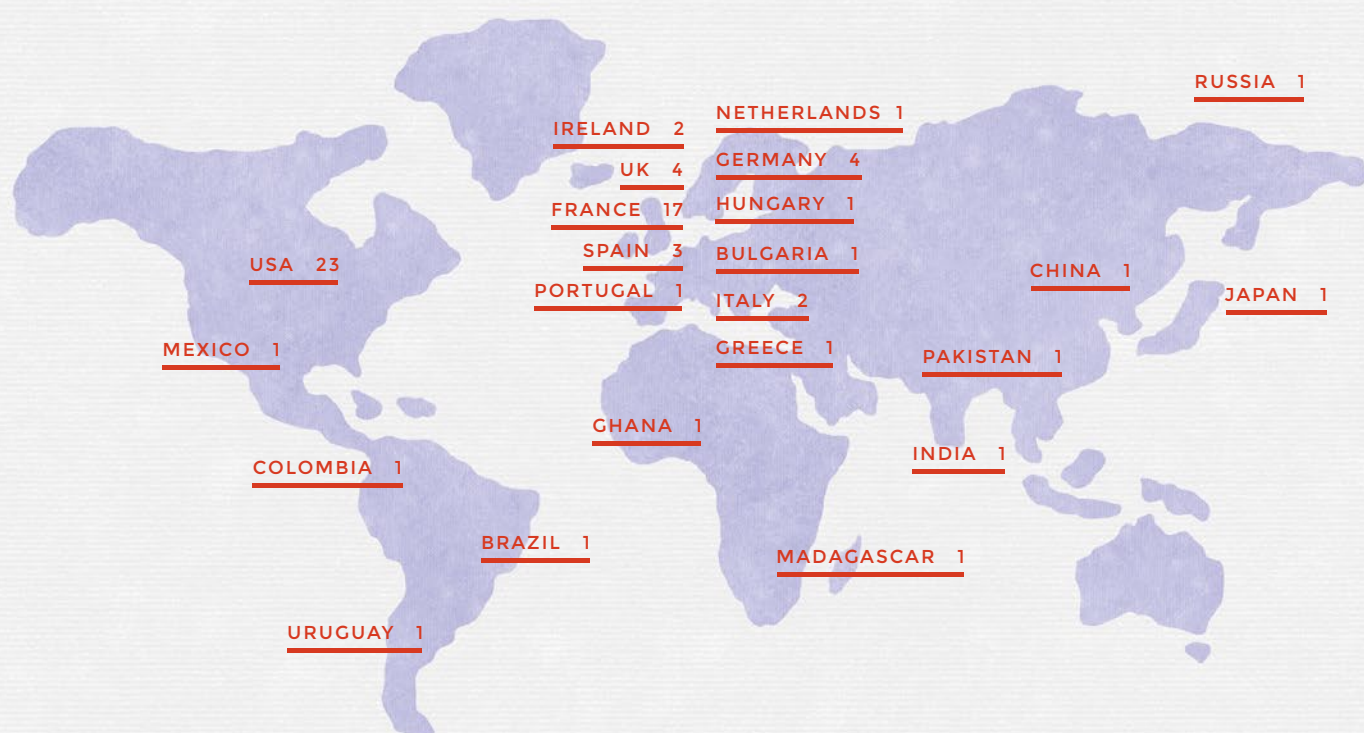 RUSSIA 1
NETHERLANDS 1
IRELAND 2
GERMANY 4
UK 4
HUNGARY 1
FRANCE 17
SPAIN 3
BULGARIA 1
USA 23
CHINA 1
PORTUGAL 1
ITALY 2
JAPAN 1
MEXICO 1
GREECE 1
PAKISTAN 1
GHANA 1
INDIA 1
COLOMBIA 1
BRAZIL 1
MADAGASCAR 1
URUGUAY 1